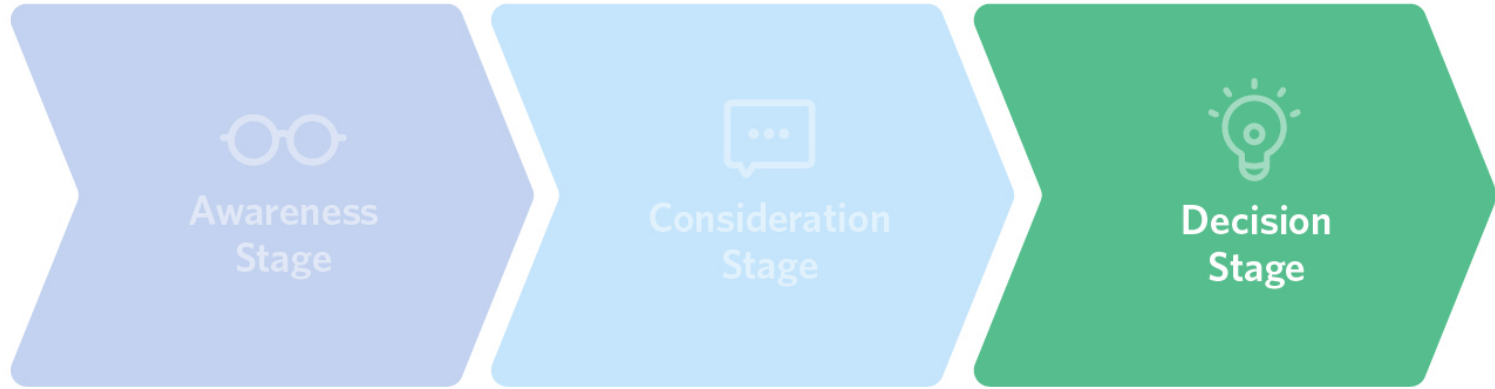 Awareness
Stage
Consideration
Stage
Decision
Stage